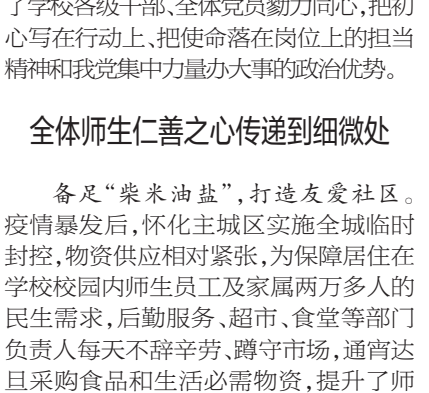 了学校各级干部、全体党员勠力同心,把初
心写在行动上、把使命落在岗位上的担当
精神和我党集中力量办大事的政治优势。
全体师生仁善之心传递到细微处
备足“柴米油盐”,打造友爱社区。
疫情暴发后,怀化主城区实施全城临时
封控,物资供应相对紧张,为保障居住在
学校校园内师生员工及家属两万多人的
民生需求,后勤服务、超市、食堂等部门
负责人每天不辞辛劳、蹲守市场,通宵达
旦采购食品和生活必需物资,提升了师